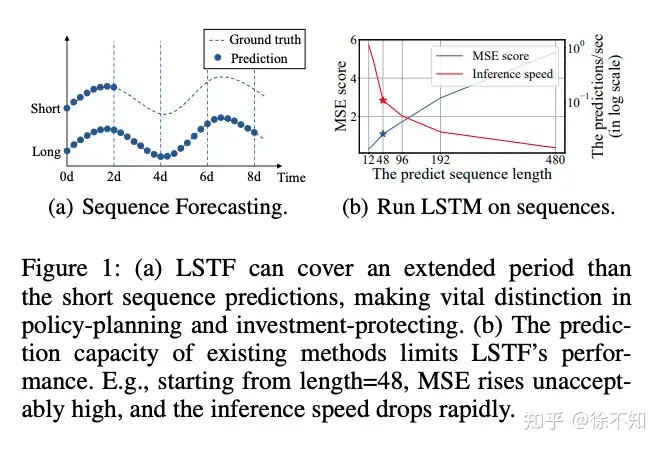 Ground truth
Prediction
Short
Long
0d 2d 4d 6d 8d Time
(a) Sequence Forecasting.
MSE score
Inference speed
6
4
2
MSE score
10⁰
10⁻¹
The predictions/sec
(in log scale)
12 48 96 192 480
The predict sequence length
(b) Run LSTM on sequences.
Figure 1: (a) LSTF can cover an extended period than
the short sequence predictions, making vital distinction in
policy-planning and investment-protecting. (b) The predic-
tion capacity of existing methods limits LSTF’s perfor-
mance. E.g., starting from length=48, MSE rises unaccept-
ably high, and the inference speed drops rapidly.
知乎 @徐不知